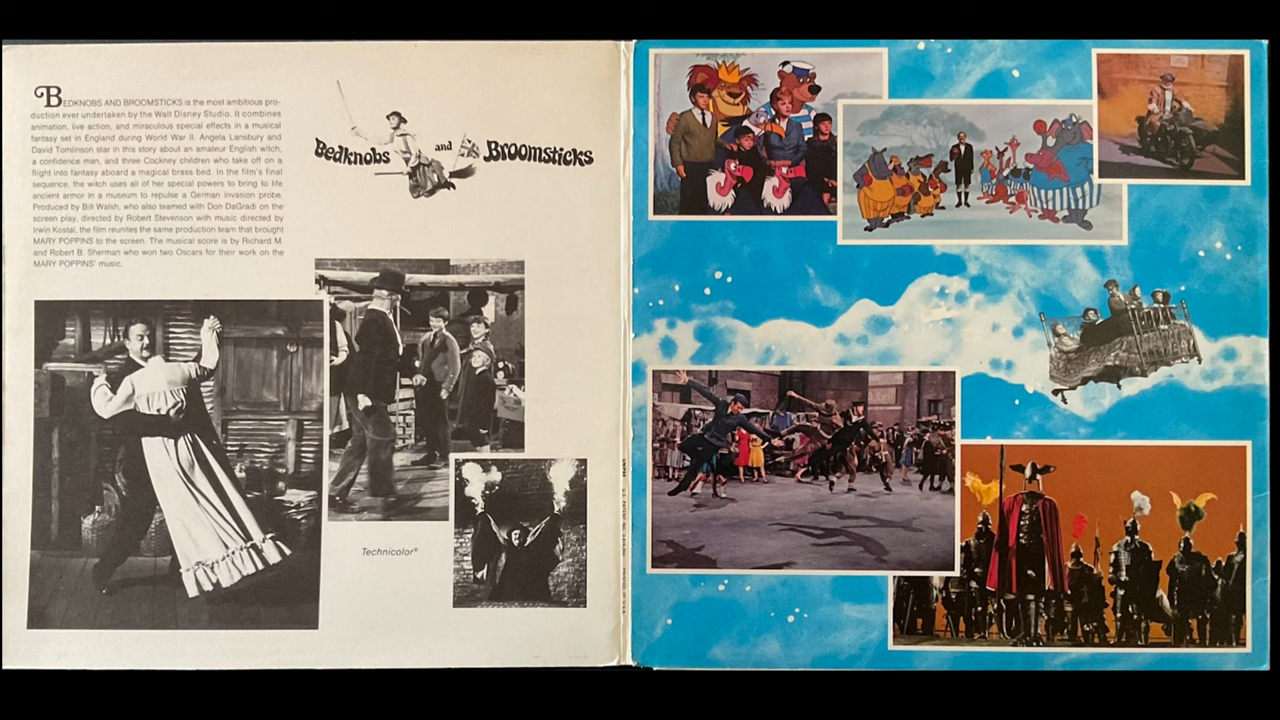 BEDKNOBS AND BROOMSTICKS is the most ambitious pro-
duction ever undertaken by the Walt Disney Studio. It combines
animation, live action, and miraculous special effects in a musical
fantasy set in England during World War II. Angela Lansbury and
David Tomlinson star in this story about an amateur English witch,
a confidence man, and three Cockney children who take off on a
flight into fantasy aboard a magical brass bed. In the film's final
sequence, the witch uses all of her special powers to bring to life
ancient armor in a museum to repulse a German invasion probe.
Produced by Bill Walsh, who also teamed with Don DaGradi on the
screen play, directed by Robert Stevenson with music directed by
Irwin Kostal, the film reunites the same production team that brought
MARY POPPINS to the screen. The musical score is by Richard M.
and Robert B. Sherman who won two Oscars for their work on the
MARY POPPINS' music.
Bedknobs and Broomsticks
Technicolor®